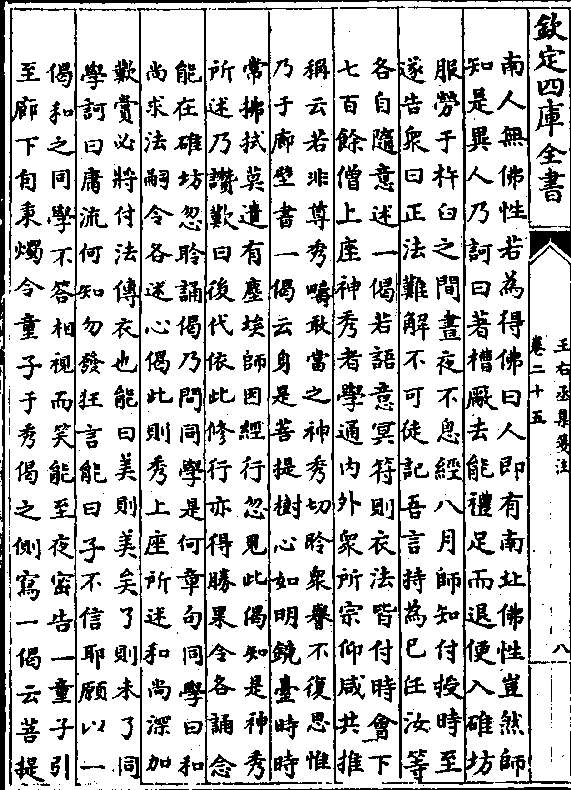 欽定四庫全書
王右丞集箋注
卷二十五
八
南人無佛性若為得佛曰人即有南北佛性豈然師
知是異人乃訶曰著槽厰去能禮足而退便入碓坊
服勞于杵臼之間晝夜不息經八月師知付授時至
遂告衆曰正法難解不可徒記吾言持為已任汝等
各自隨意述一偈若語意冥符則衣法皆付時會下
七百餘僧上座神秀者學通内外衆所宗仰咸共推
稱云若非尊秀疇敢當之神秀切聆衆譽不復思惟
乃于廊壁書一偈云身是菩提樹心如明鏡臺時時
常拂拭莫遣有塵埃師因經行忽見此偈知是神秀
所述乃讚歎曰後代依此修行亦得勝果令各誦念
能在碓坊忽聆誦偈乃問同學是何章句同學曰和
尚求法嗣令各述心偈此則秀上座所述和尚深加
歎賞必將付法傳衣也能曰美則美矣了則未了同
學訶曰庸流何知勿發狂言能曰子不信耶願以一
偈和之同學不答相視而笑能至夜密告一童子引
至廊下自秉燭令童子于秀偈之側寫一偈云菩提